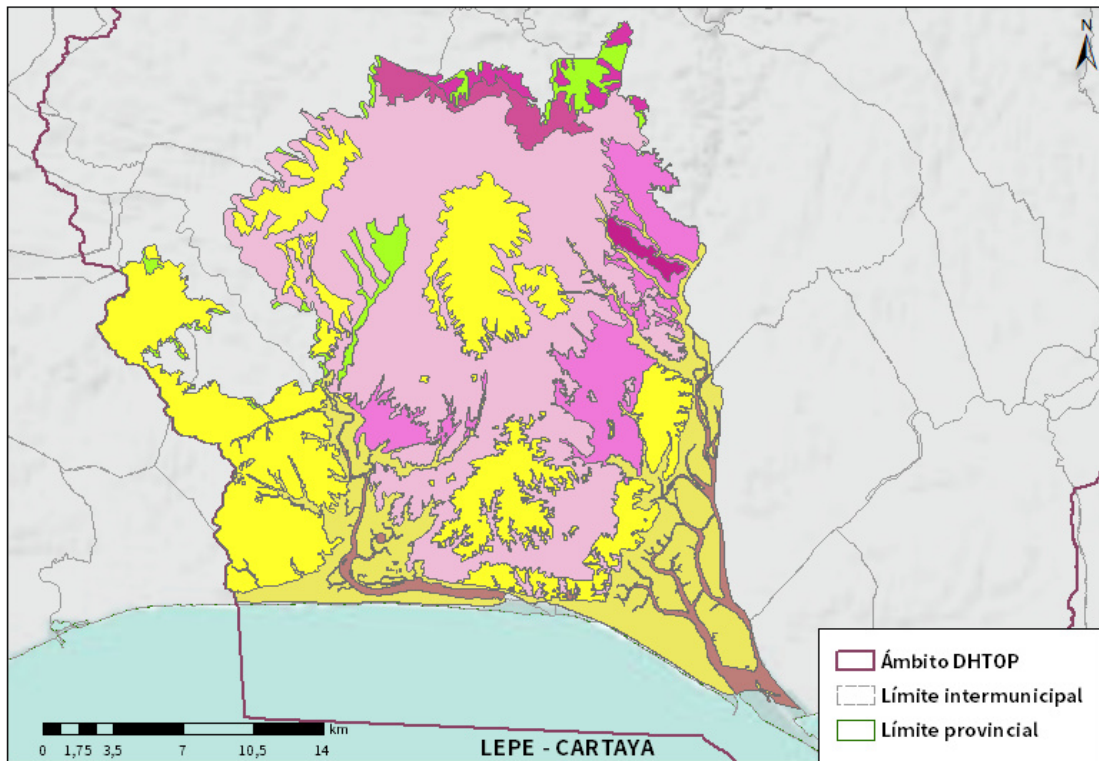 N
Ámbito DHTOP
Límite intermunicipal
Límite provincial
km
0 1,75 3,5 7 10,5 14
LEPE - CARTAYA